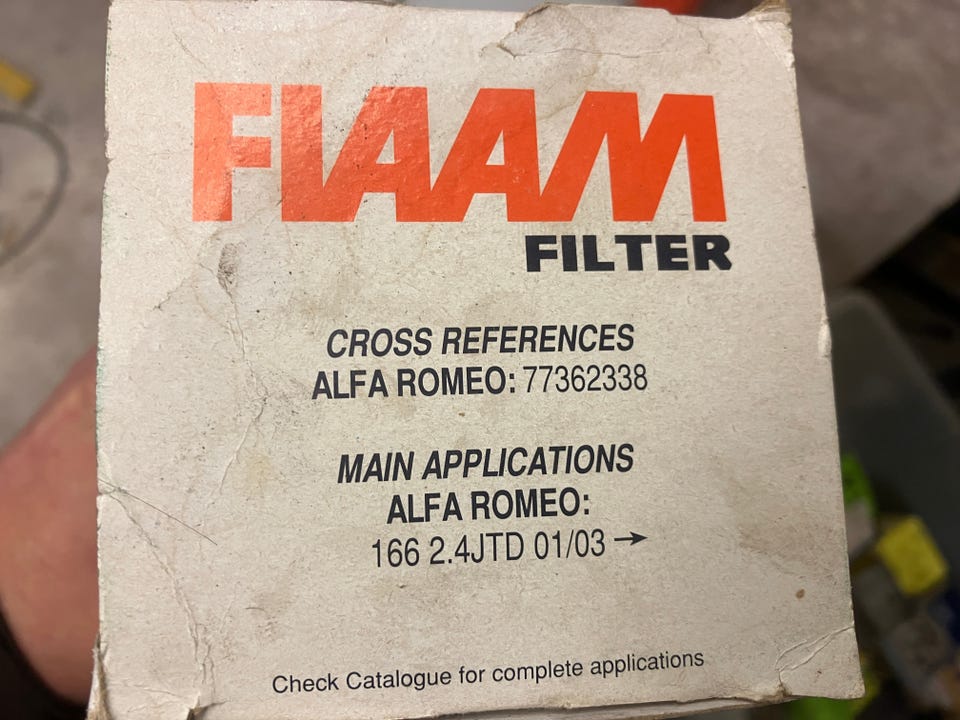 FIAAM
FILTER
CROSS REFERENCES
ALFA ROMEO: 77362338
MAIN APPLICATIONS
ALFA ROMEO:
166 2.4JTD 01/03 →
Check Catalogue for complete applications